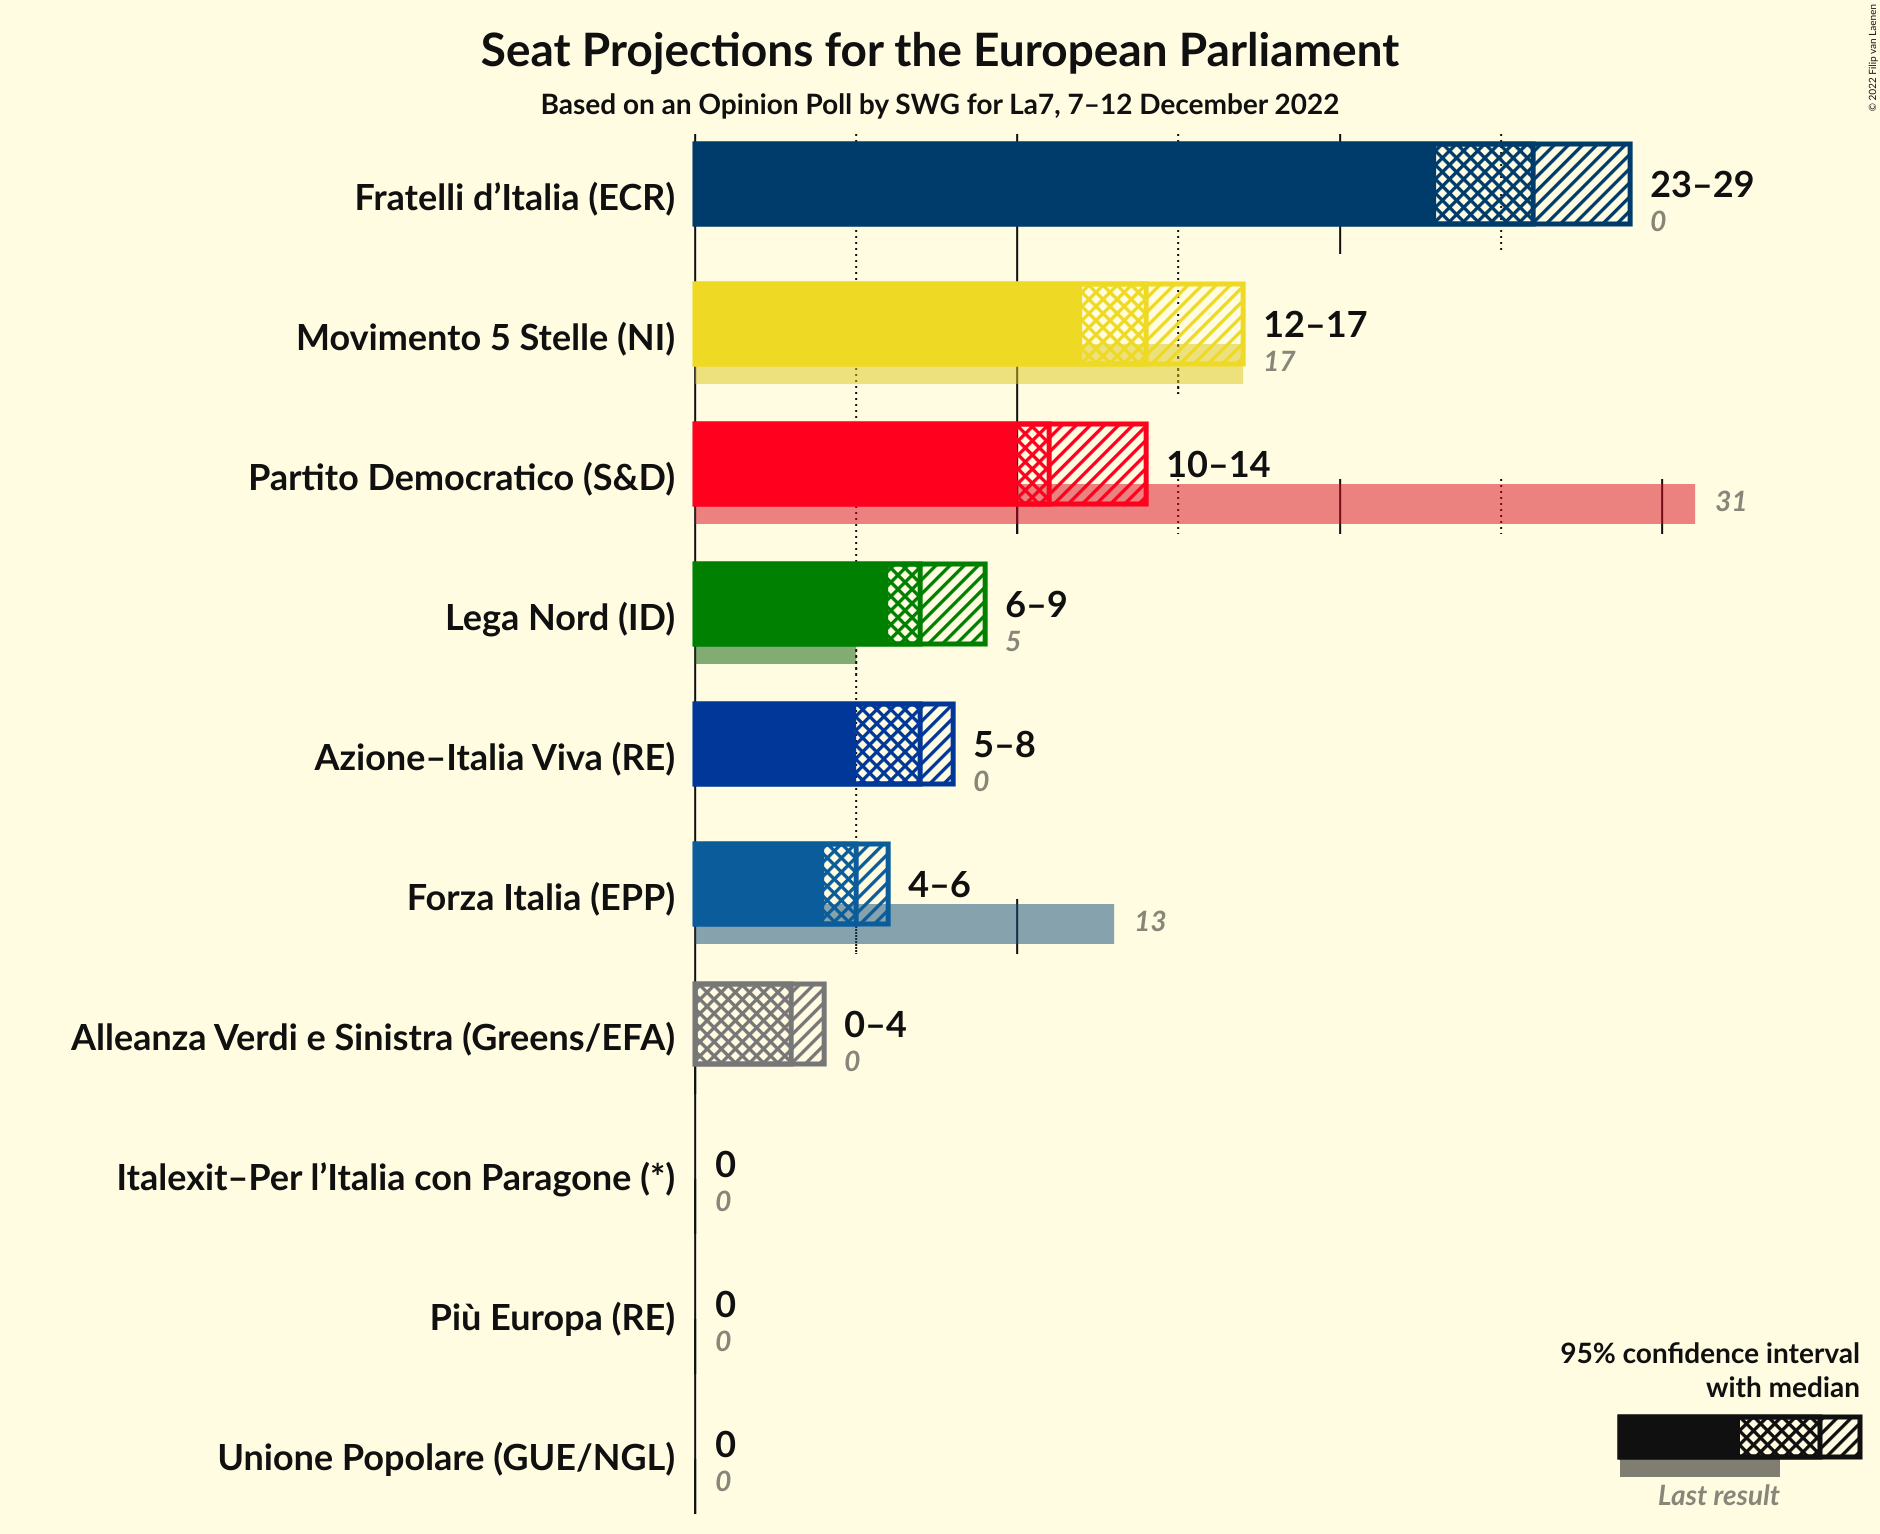 Seat Projections for the European Parliament
Based on an Opinion Poll by SWG for La7, 7–12 December 2022
© 2022 Filip van Laenen
Fratelli d’Italia (ECR)
23–29
0
Movimento 5 Stelle (NI)
12–17
17
Partito Democratico (S&D)
10–14
31
Lega Nord (ID)
6–9
5
Azione–Italia Viva (RE)
5–8
0
Forza Italia (EPP)
4–6
13
Alleanza Verdi e Sinistra (Greens/EFA)
0–4
0
Italexit–Per l’Italia con Paragone (*)
0
0
Più Europa (RE)
0
0
Unione Popolare (GUE/NGL)
0
0
95% confidence interval
with median
Last result